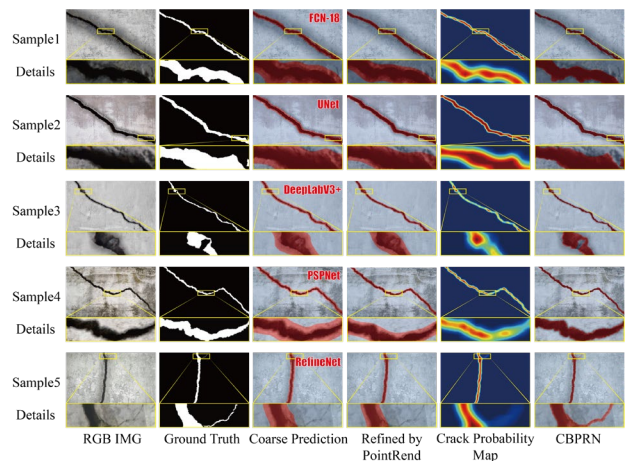 Sample1
FCN-18
Details
Sample2
UNet
Details
Sample3
DeepLabV3+
Details
Sample4
PSPNet
Details
Sample5
RefineNet
Details
RGB IMG
Ground Truth
Coarse Prediction
Refined by
PointRend
Crack Probability
Map
CBPRN